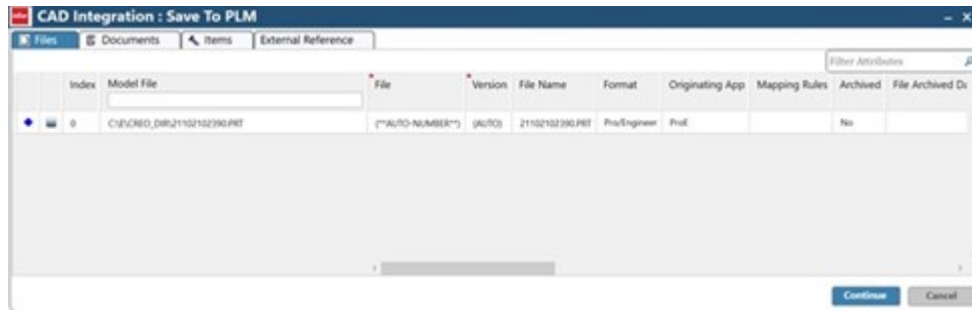 infor CAD Integration : Save To PLM
Files Documents Items External Reference
Filter Attributes
Index Model File *File *Version File Name Format Originating App Mapping Rules Archived File Archived Da
0 21102102390.PRT (**AUTO-NUMBER**) (AUTO) 21102102390.PRT Pro/Engineer ProE No
Continue Cancel